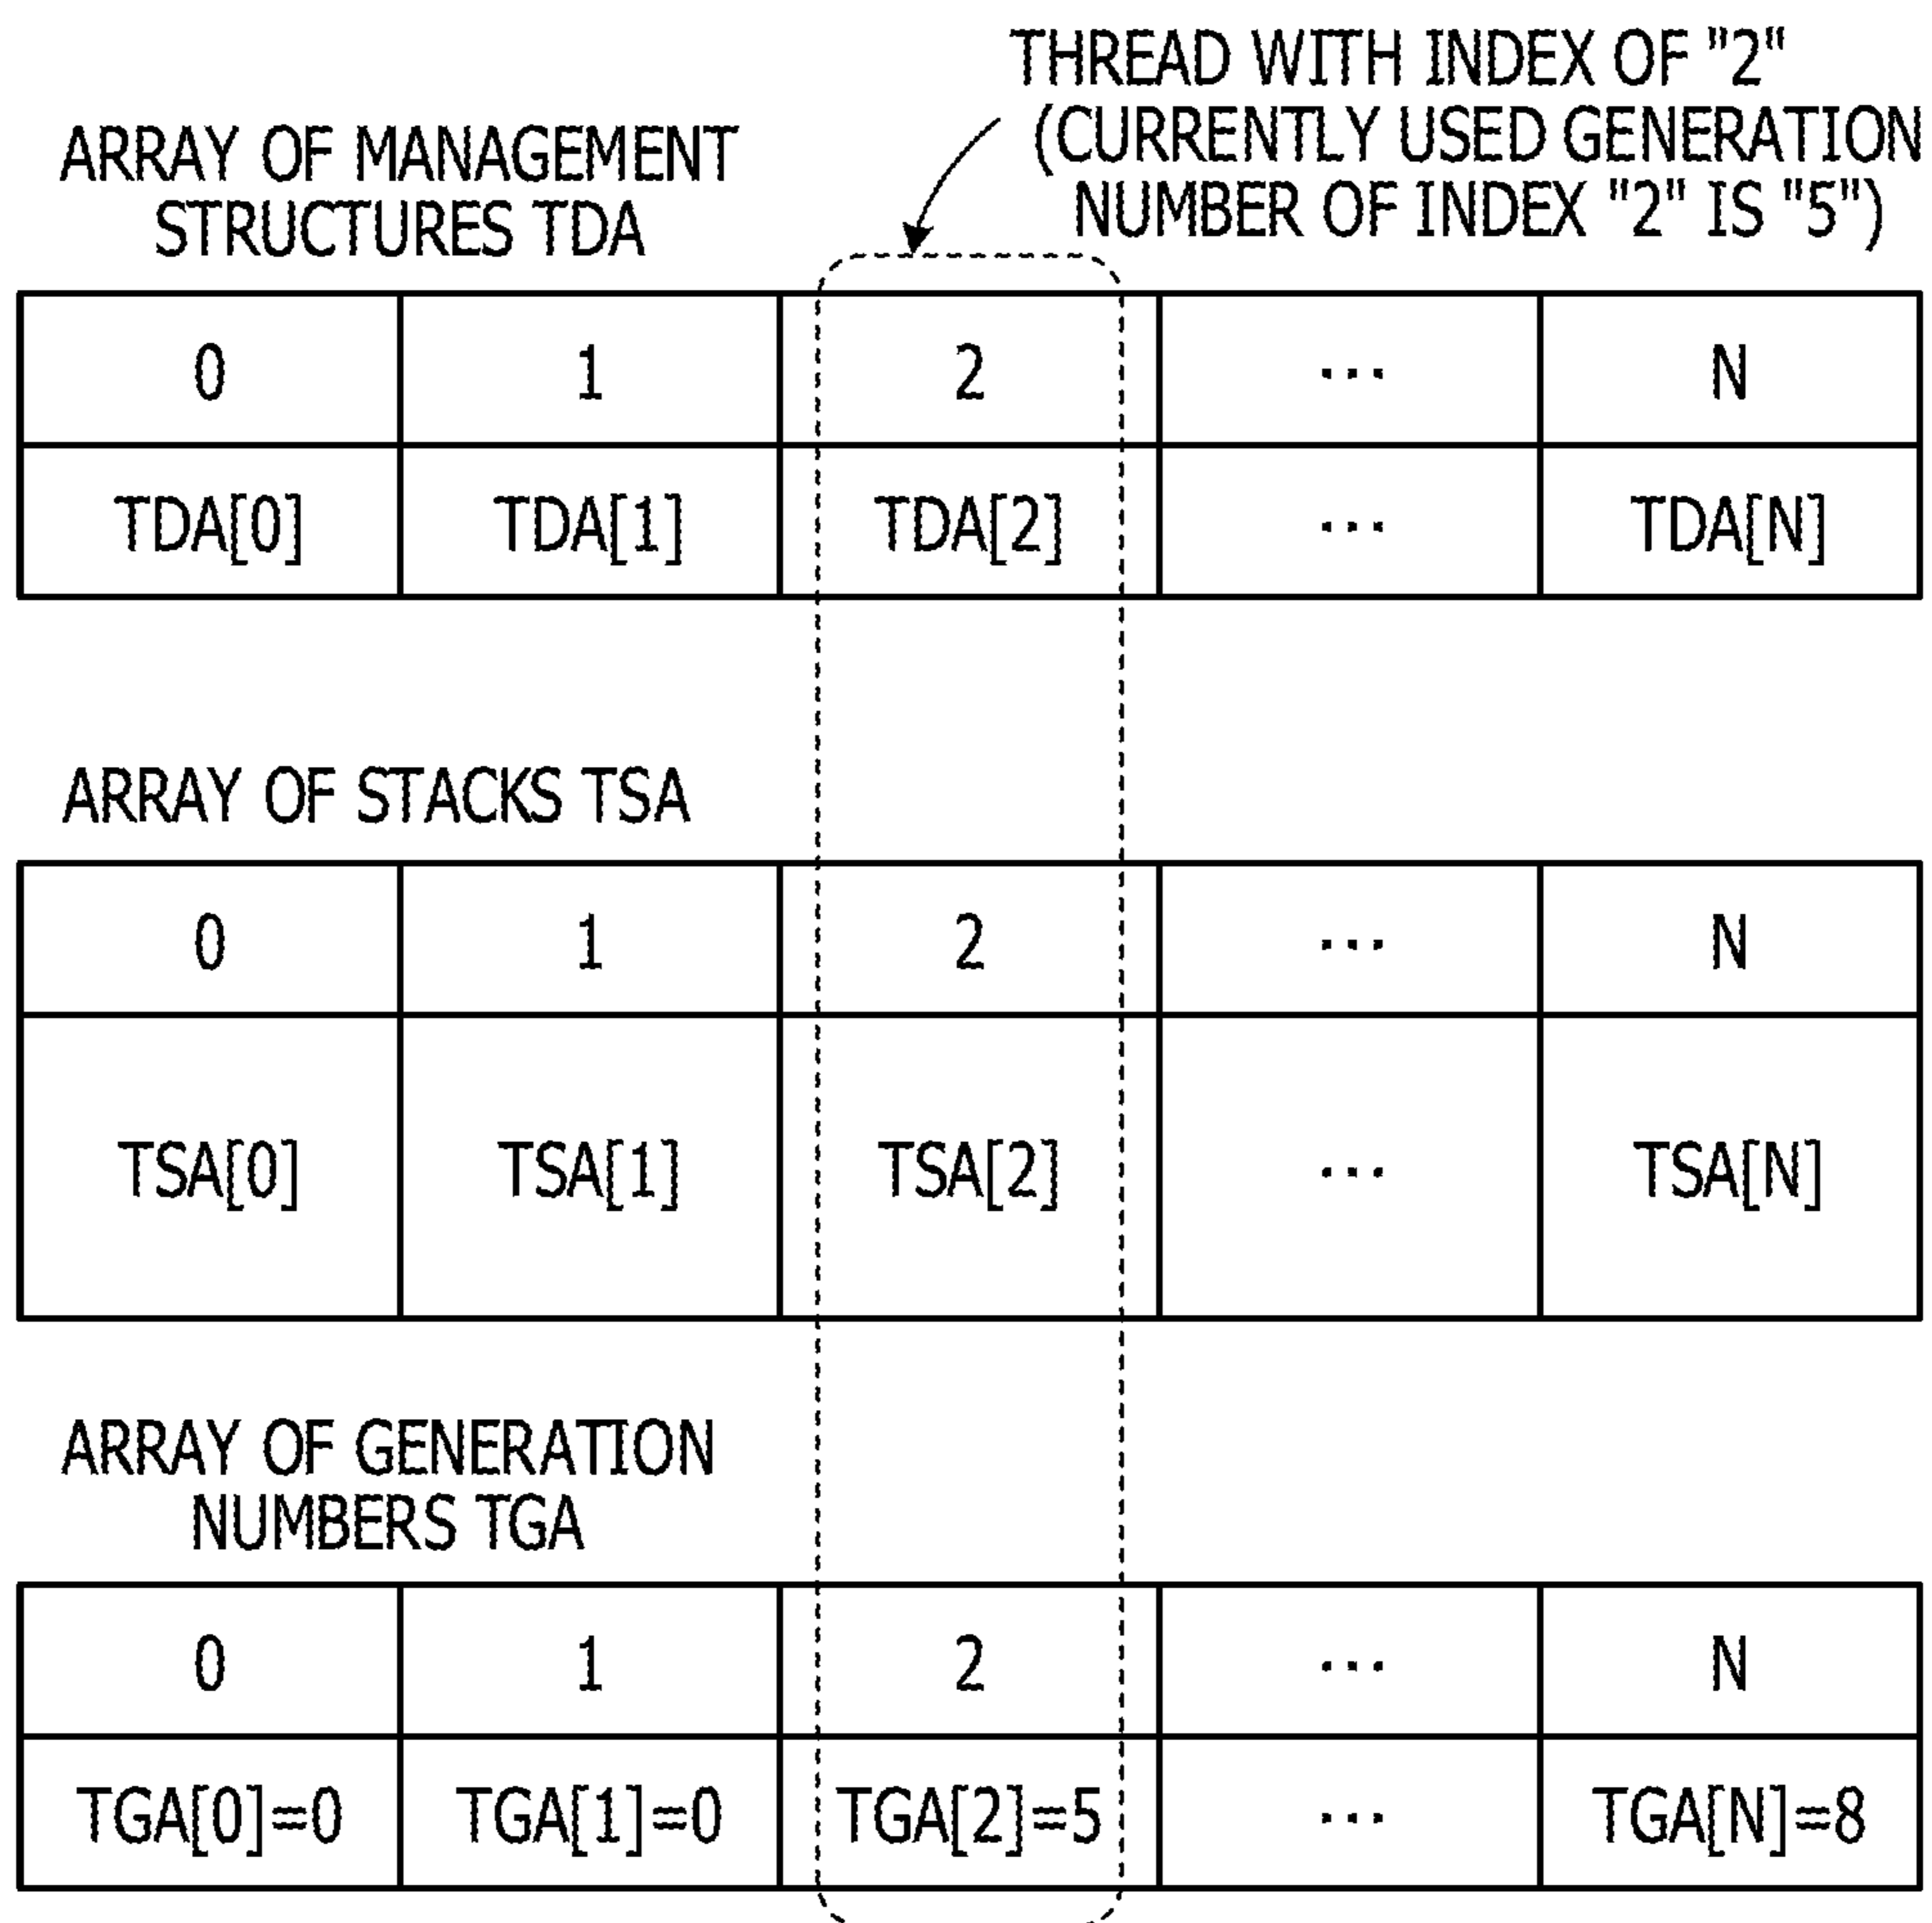 THREAD WITH INDEX OF "2"
(CURRENTLY USED GENERATION
NUMBER OF INDEX "2" IS "5")
ARRAY OF MANAGEMENT
STRUCTURES TDA
0 1 2 ... N
TDA[0] TDA[1] TDA[2] ... TDA[N]
ARRAY OF STACKS TSA
0 1 2 ... N
TSA[0] TSA[1] TSA[2] ... TSA[N]
ARRAY OF GENERATION
NUMBERS TGA
0 1 2 ... N
TGA[0]=0 TGA[1]=0 TGA[2]=5 ... TGA[N]=8